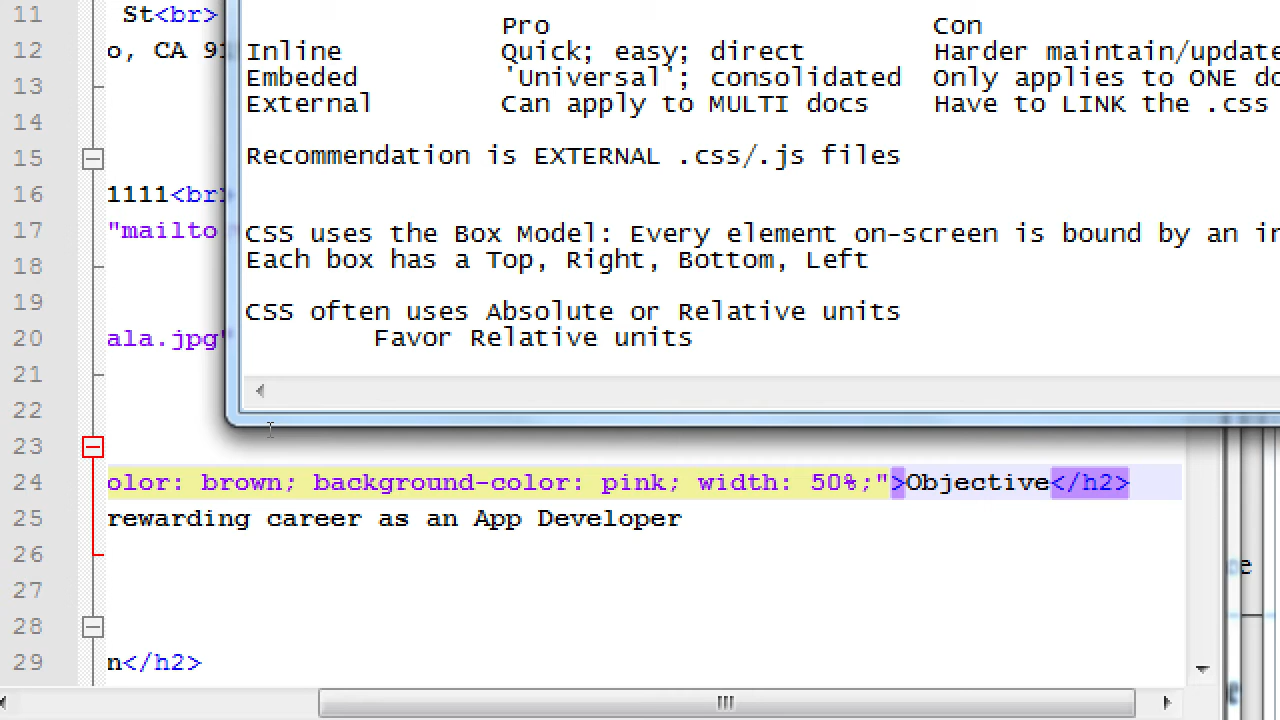 Pro Con
Inline Quick; easy; direct Harder maintain/update
Embeded 'Universal'; consolidated Only applies to ONE
External Can apply to MULTI docs Have to LINK the .css
Recommendation is EXTERNAL .css/.js files
CSS uses the Box Model: Every element on-screen is bound by an
Each box has a Top, Right, Bottom, Left
CSS often uses Absolute or Relative units
Favor Relative units
11 St<br>
12 o, CA 91
13
14
15
16 1111<br>
17 "mailto
18
19
20 ala.jpg"
21
22
23
24 olor: brown; background-color: pink; width: 50%;">Objective</h2>
25 rewarding career as an App Developer
26
27
28
29 n</h2>